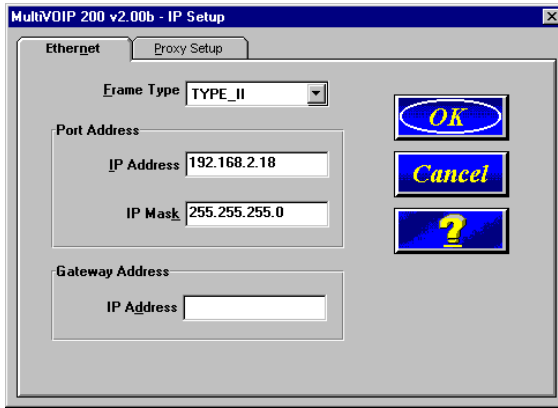 MultiVOIP 200 v2.00b - IP Setup
Ethernet Proxy Setup
Frame Type TYPE_II
OK
Port Address
IP Address 192.168.2.18
Cancel
IP Mask 255.255.255.0
?
Gateway Address
IP Address